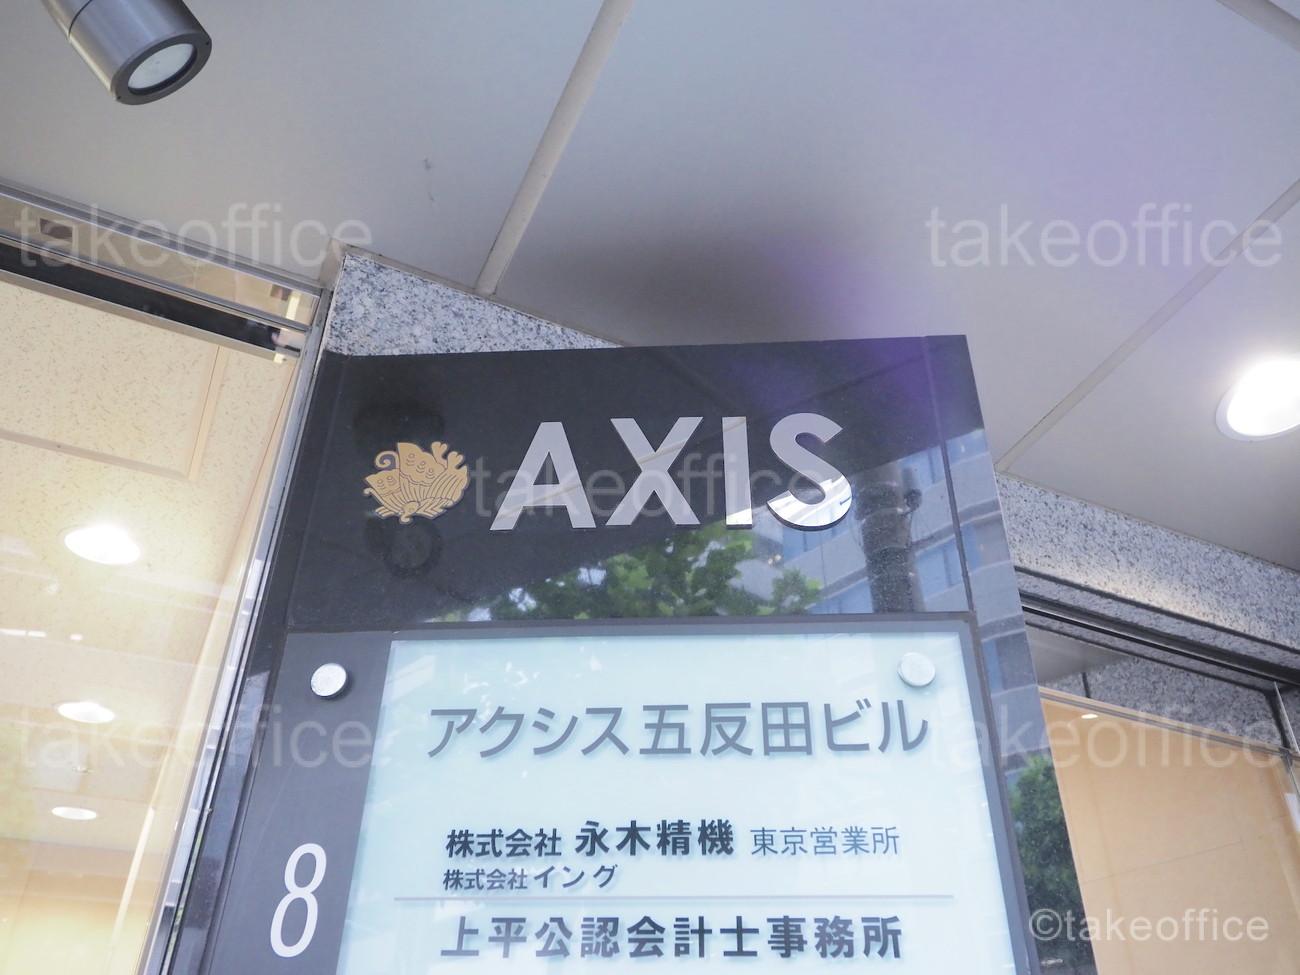 takeoffice
takeoffice
AXIS
takeoffice
アクシス五反田ビル
takeoffice
takeoffice
株式会社 永木精機 東京営業所
株式会社イング
8
上平公認会計士事務所
©takeoffice